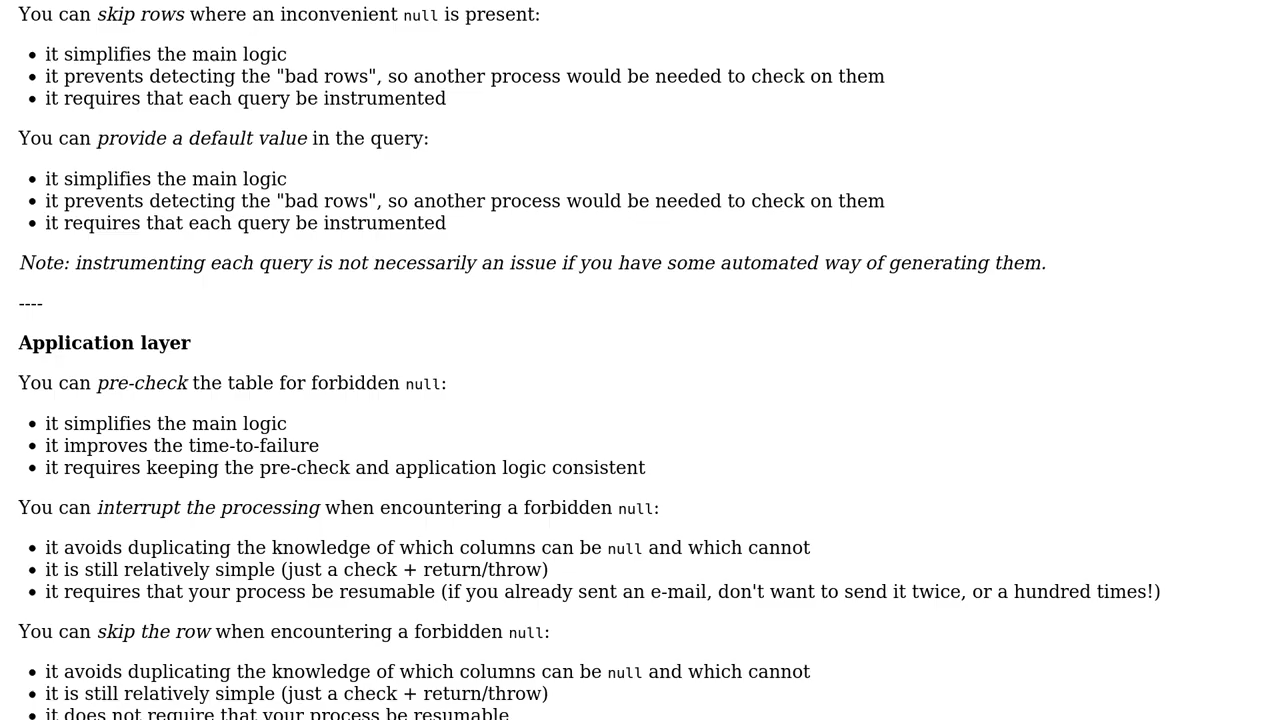 You can skip rows where an inconvenient null is present:
• it simplifies the main logic
• it prevents detecting the "bad rows", so another process would be needed to check on them
• it requires that each query be instrumented
You can provide a default value in the query:
• it simplifies the main logic
• it prevents detecting the "bad rows", so another process would be needed to check on them
• it requires that each query be instrumented
Note: instrumenting each query is not necessarily an issue if you have some automated way of generating them.
----
Application layer
You can pre-check the table for forbidden null:
• it simplifies the main logic
• it improves the time-to-failure
• it requires keeping the pre-check and application logic consistent
You can interrupt the processing when encountering a forbidden null:
• it avoids duplicating the knowledge of which columns can be null and which cannot
• it is still relatively simple (just a check + return/throw)
• it requires that your process be resumable (if you already sent an e-mail, don't want to send it twice, or a hundred times!)
You can skip the row when encountering a forbidden null:
• it avoids duplicating the knowledge of which columns can be null and which cannot
• it is still relatively simple (just a check + return/throw)
• it does not require that your process be resumable